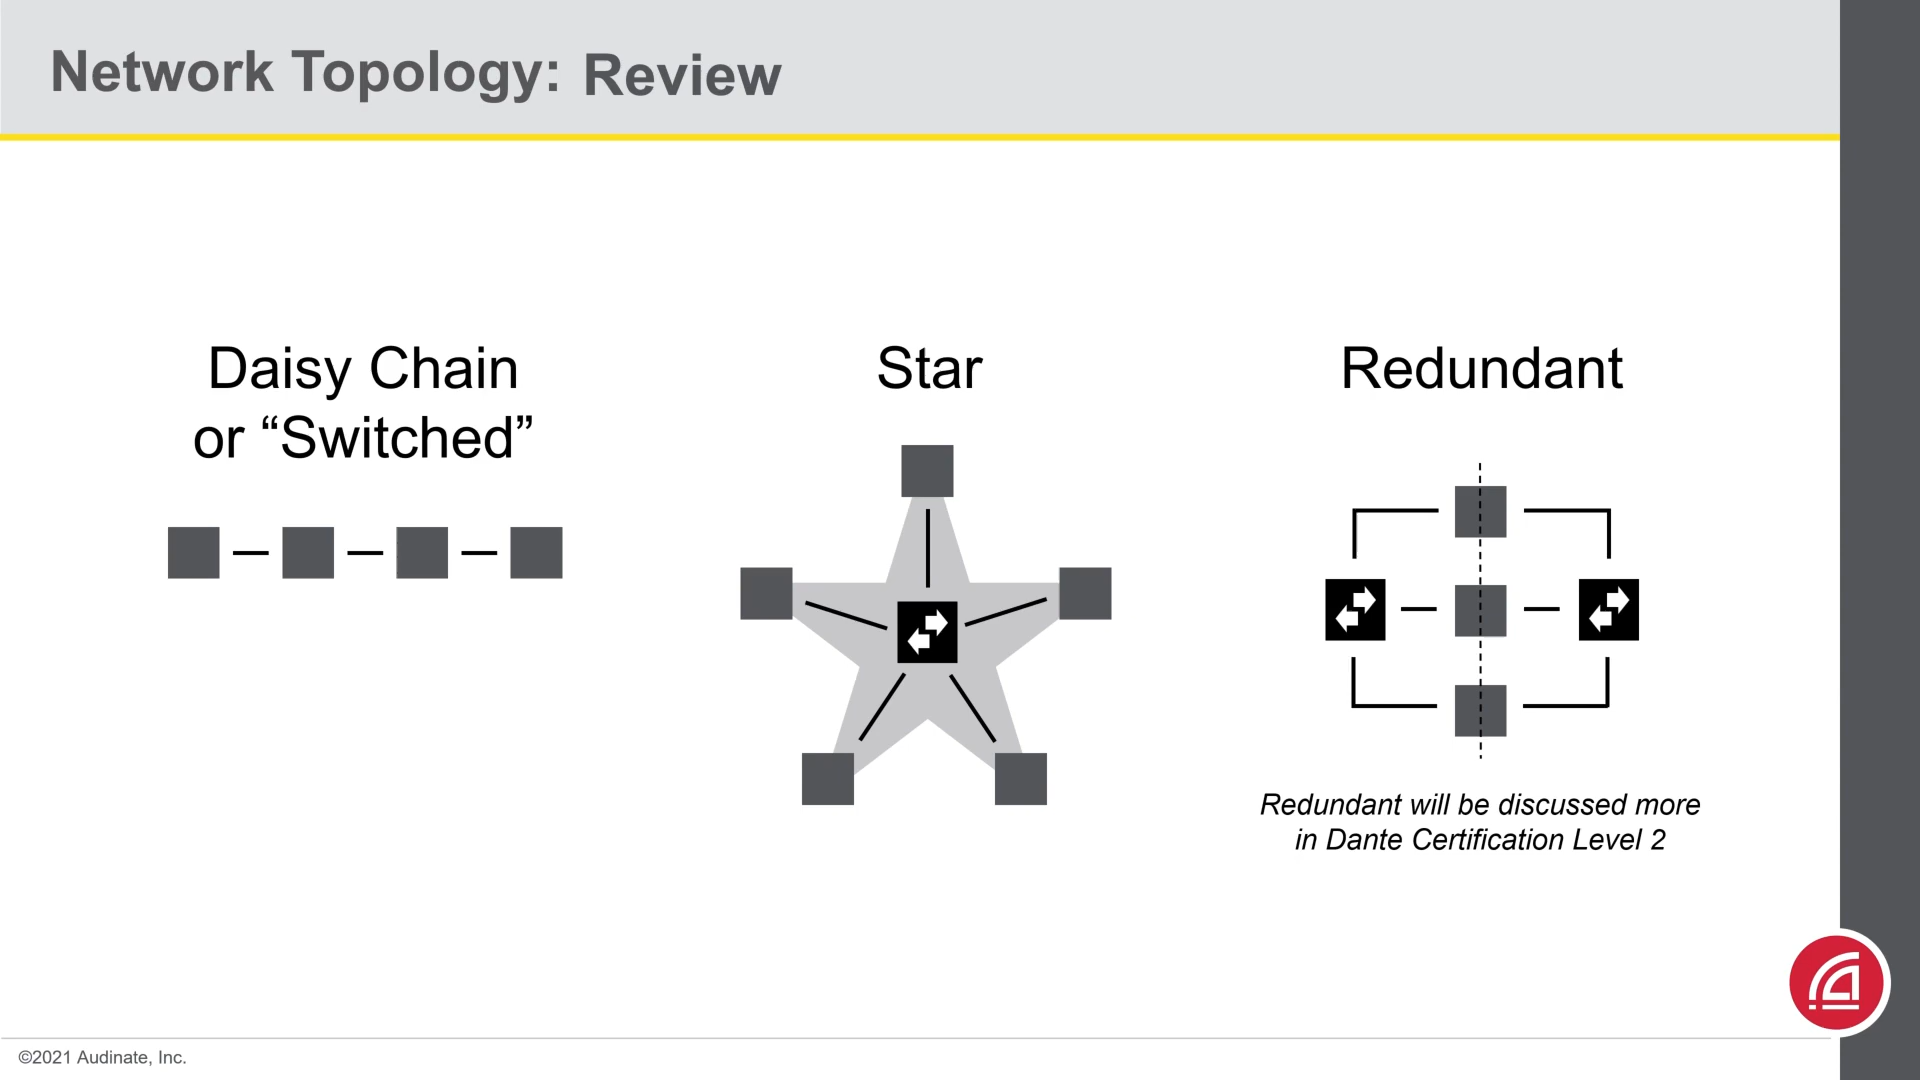 Network Topology: Review
Daisy Chain
or “Switched”
Star
Redundant
Redundant will be discussed more
in Dante Certification Level 2
©2021 Audinate, Inc.